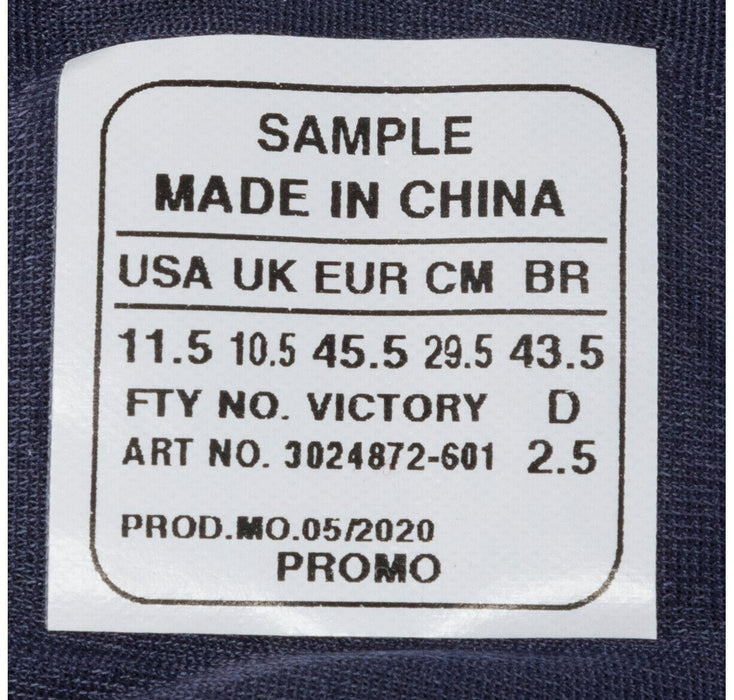 SAMPLE
MADE IN CHINA
USA UK EUR CM BR
11.5 10.5 45.5 29.5 43.5
FTY NO. VICTORY D
ART NO. 3024872-601 2.5
PROD.MO.05/2020
PROMO